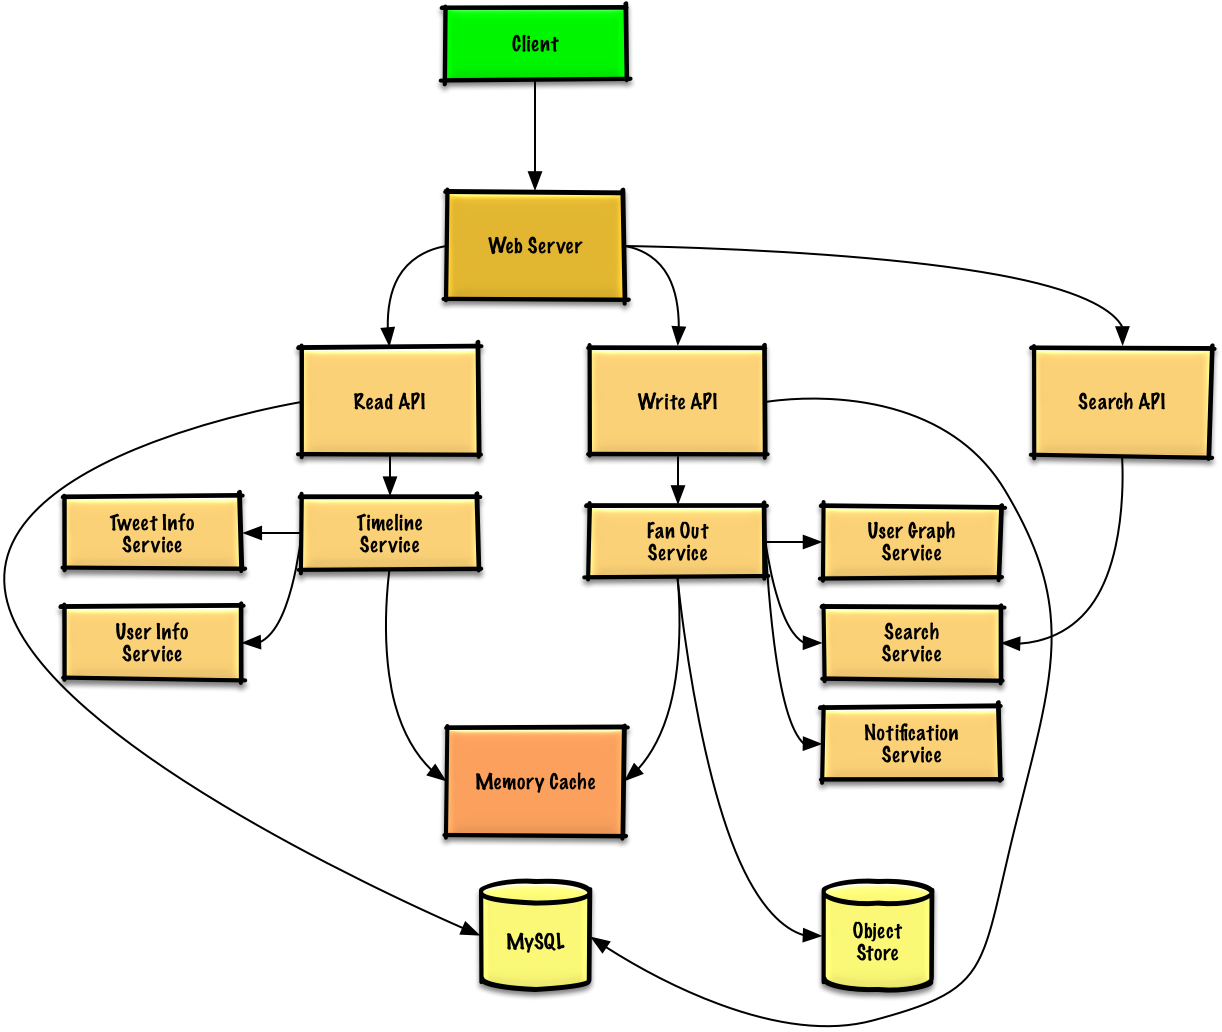 Client
Web Server
Read API
Write API
Search API
Tweet Info
Service
Timeline
Service
Fan Out
Service
User Graph
Service
User Info
Service
Search
Service
Notification
Service
Memory Cache
MySQL
Object
Store